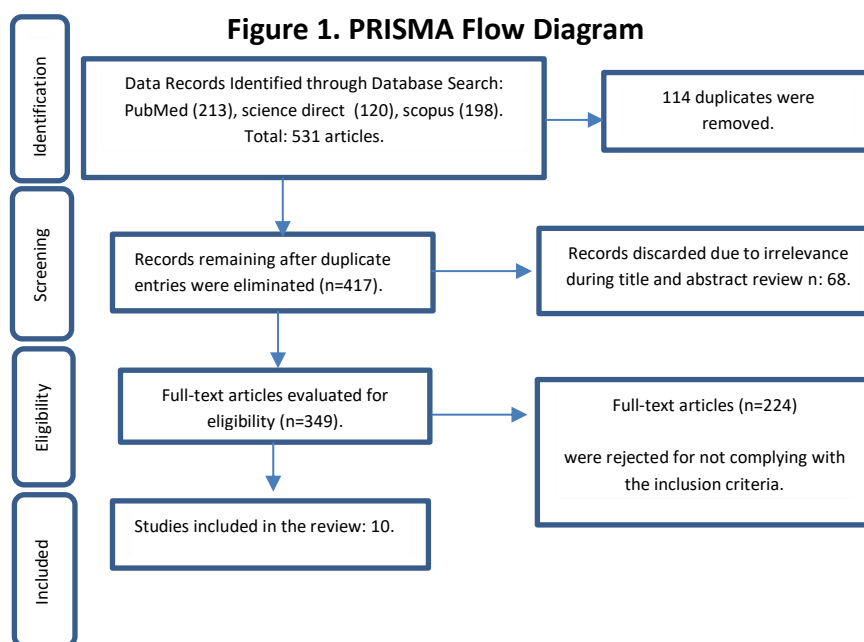 Figure 1. PRISMA Flow Diagram
Identification
Data Records Identified through Database Search:
PubMed (213), science direct (120), scopus (198).
Total: 531 articles.
114 duplicates were
removed.
Screening
Records remaining after duplicate
entries were eliminated (n=417).
Records discarded due to irrelevance
during title and abstract review n: 68.
Eligibility
Full-text articles evaluated for
eligibility (n=349).
Full-text articles (n=224)
were rejected for not complying with
the inclusion criteria.
Included
Studies included in the review: 10.